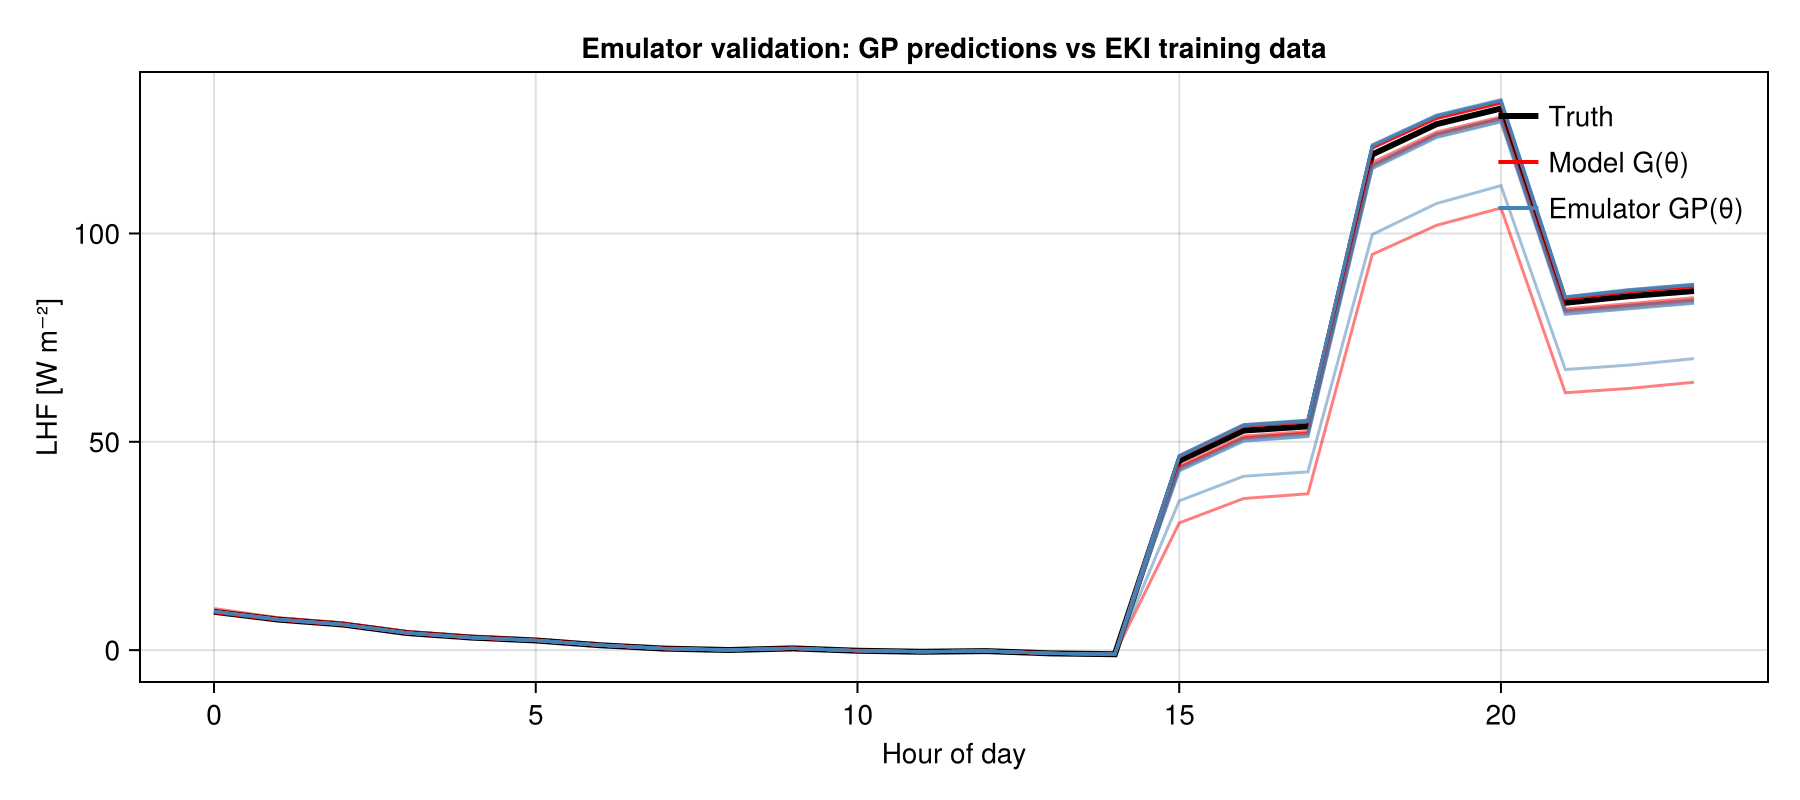 Emulator validation: GP predictions vs EKI training data
Truth
Model G(θ)
Emulator GP(θ)
100
50
0
LHF [W m⁻²]
0 5 10 15 20
Hour of day